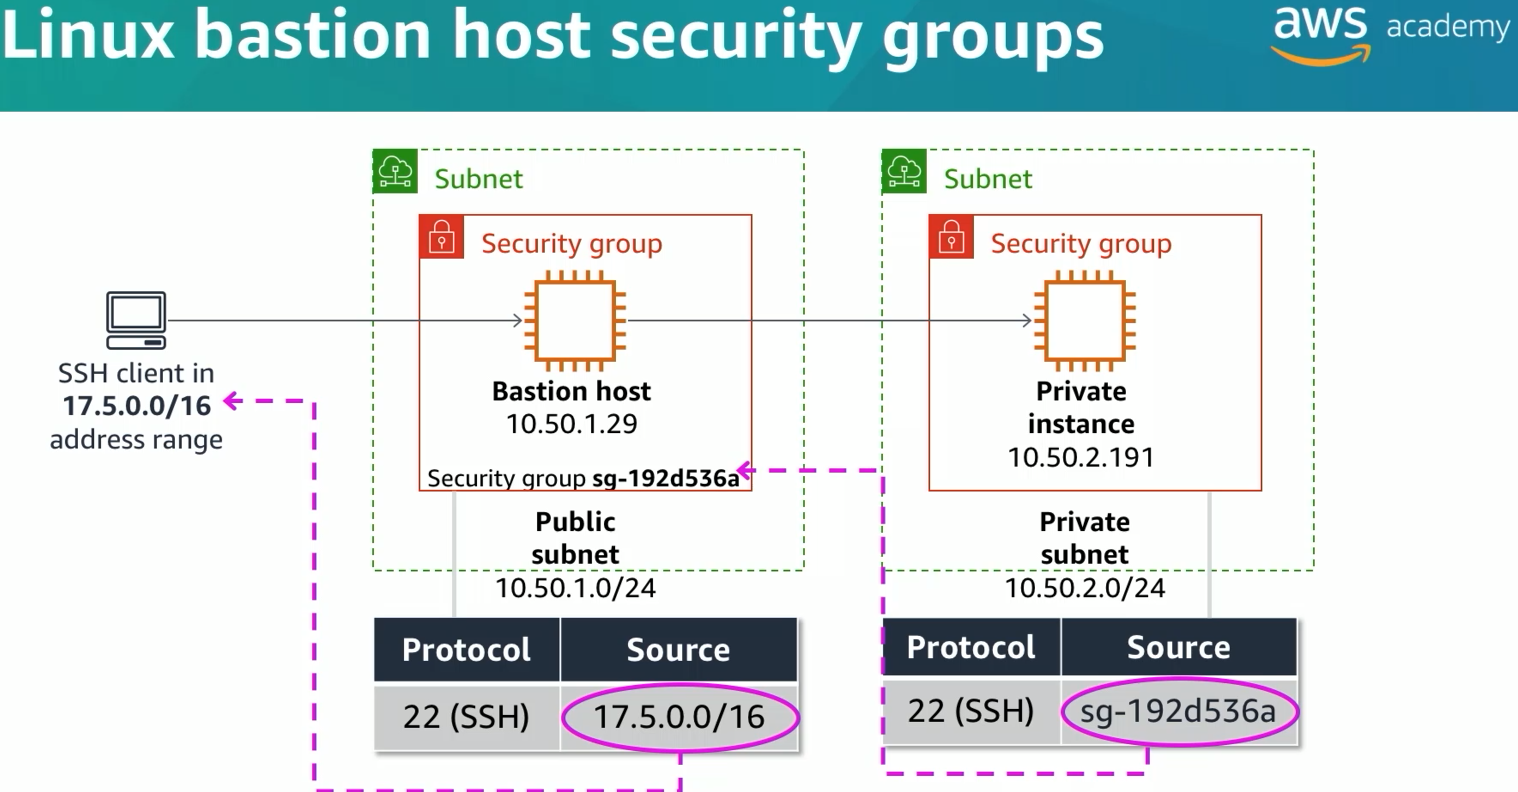 Linux bastion host security groups
aws academy
Subnet
Subnet
Security group
Security group
SSH client in
17.5.0.0/16
address range
Bastion host
10.50.1.29
Security group sg-192d536a
Private
instance
10.50.2.191
Public
subnet
10.50.1.0/24
Private
subnet
10.50.2.0/24
Protocol Source
22 (SSH) 17.5.0.0/16
Protocol Source
22 (SSH) sg-192d536a